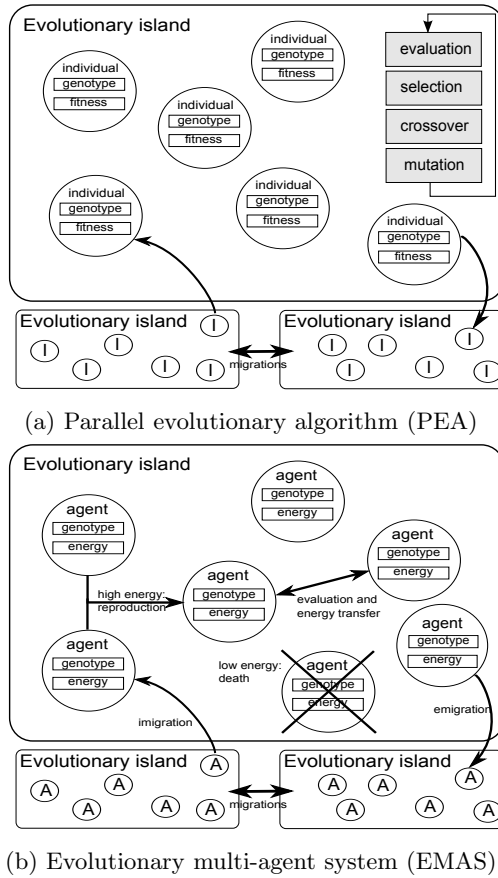 Evolutionary island
individual
genotype
fitness
individual
genotype
fitness
individual
genotype
fitness
evaluation
selection
crossover
mutation
individual
genotype
fitness
individual
genotype
fitness
individual
genotype
fitness
Evolutionary island
I
I
I
I
I
migrations
Evolutionary island
I
I
I
I
I
(a) Parallel evolutionary algorithm (PEA)
Evolutionary island
agent
genotype
energy
agent
genotype
energy
high energy:
reproduction
agent
genotype
energy
evaluation and
energy transfer
agent
genotype
energy
agent
genotype
energy
low energy:
death
agent
genotype
energy
agent
genotype
energy
imigration
emigration
Evolutionary island
A
A
A
A
A
migrations
Evolutionary island
A
A
A
A
A
A
(b) Evolutionary multi-agent system (EMAS)